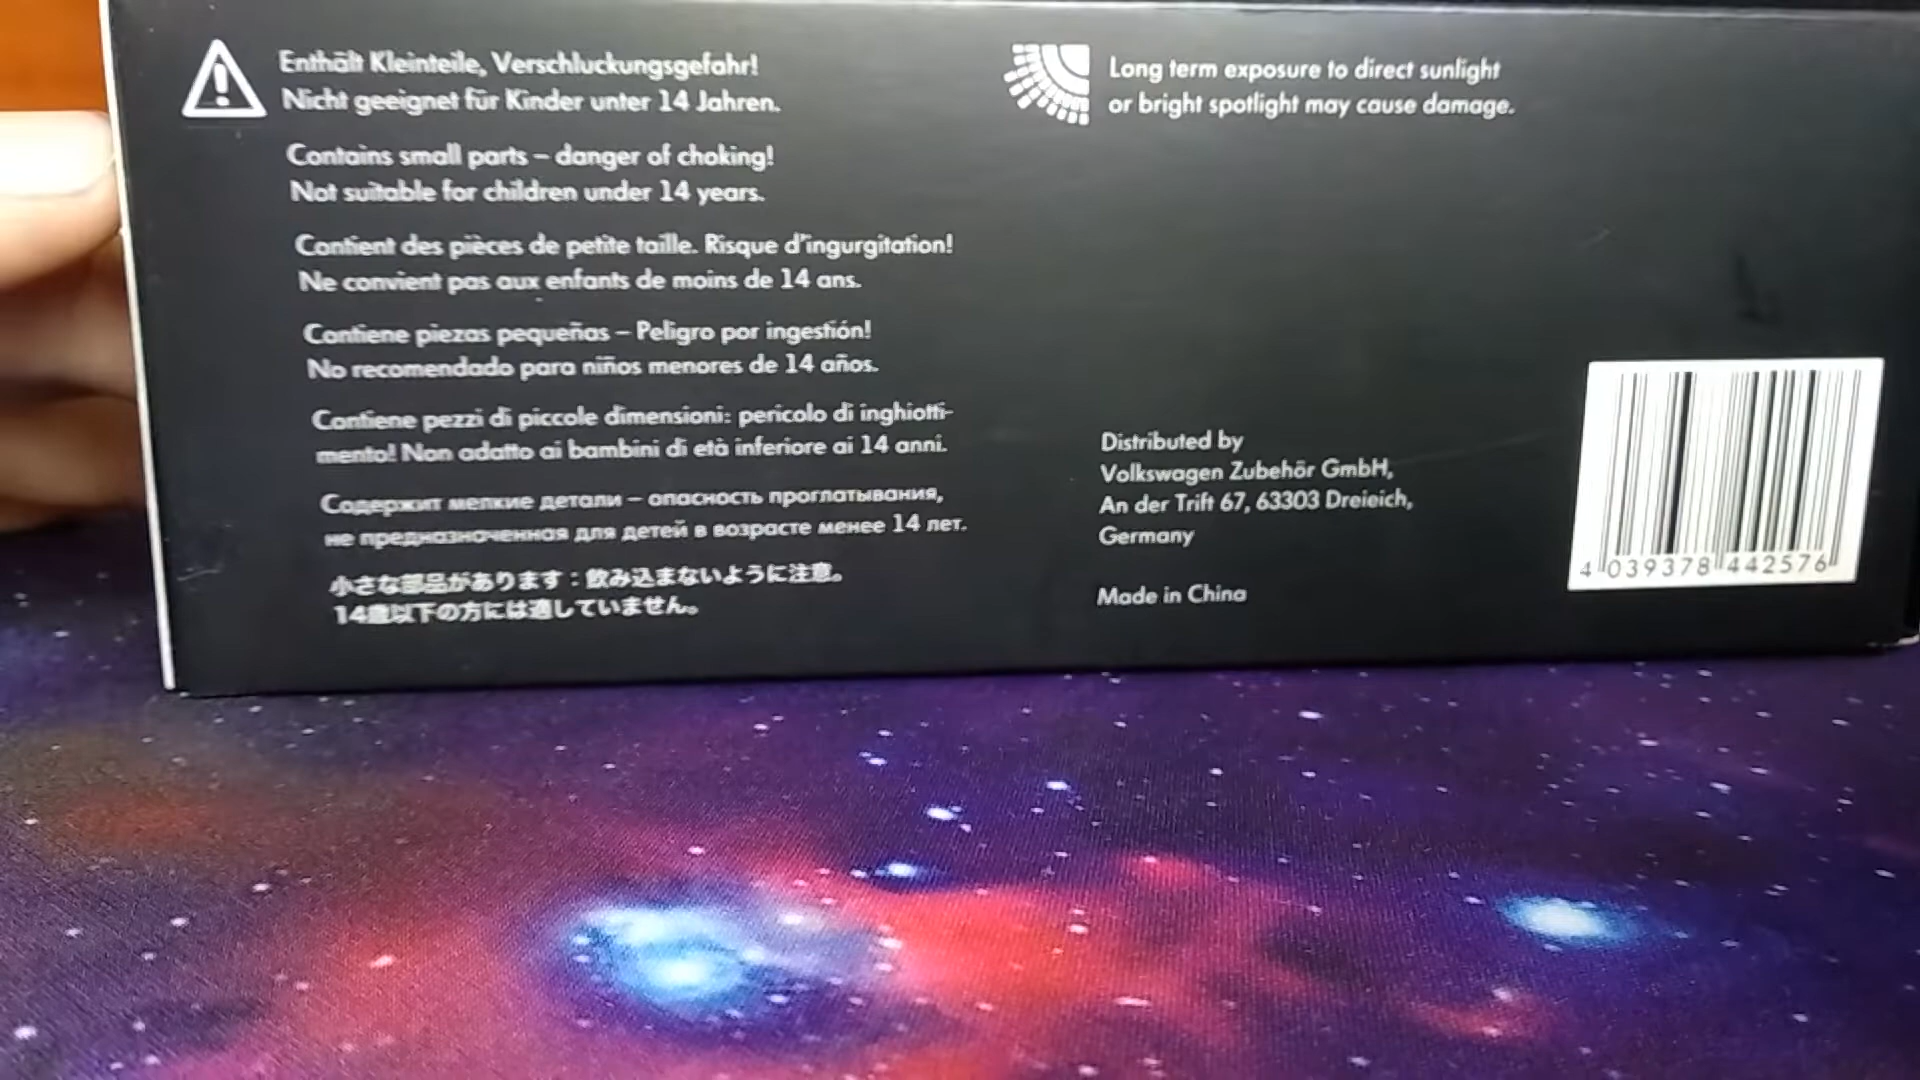 Enthält Kleinteile, Verschluckungsgefahr!
Nicht geeignet für Kinder unter 14 Jahren.
Contains small parts – danger of choking!
Not suitable for children under 14 years.
Contient des pièces de petite taille. Risque d'ingurgitation!
Ne convient pas aux enfants de moins de 14 ans.
Contiene piezas pequeñas – Peligro por ingestión!
No recomendado para niños menores de 14 años.
Contiene pezzi di piccole dimensioni: pericolo di inghiotti-
mento! Non adatto ai bambini di età inferiore ai 14 anni.
Содержит мелкие детали – опасность проглатывания,
не предназначенная для детей в возрасте менее 14 лет.
小さな部品があります：飲み込まないように注意。
14歳以下の方には適していません。
Long term exposure to direct sunlight
or bright spotlight may cause damage.
Distributed by
Volkswagen Zubehör GmbH,
An der Trift 67, 63303 Dreieich,
Germany
Made in China
4 039378 442576